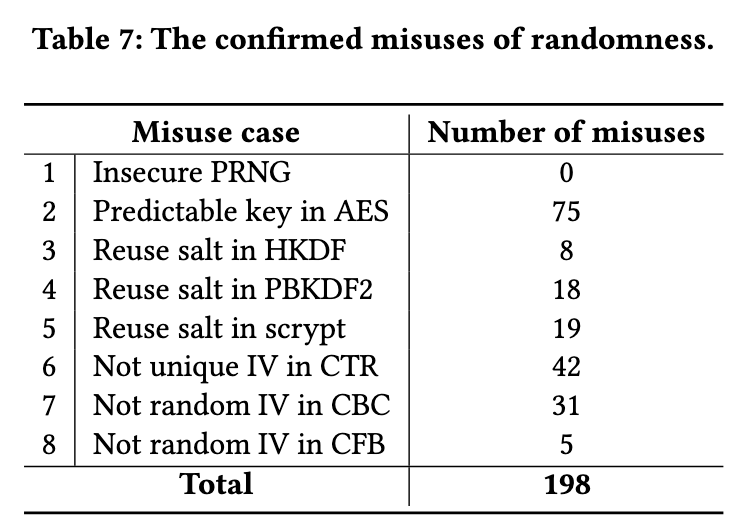 Table 7: The confirmed misuses of randomness.
Misuse case Number of misuses
1 Insecure PRNG 0
2 Predictable key in AES 75
3 Reuse salt in HKDF 8
4 Reuse salt in PBKDF2 18
5 Reuse salt in scrypt 19
6 Not unique IV in CTR 42
7 Not random IV in CBC 31
8 Not random IV in CFB 5
Total 198